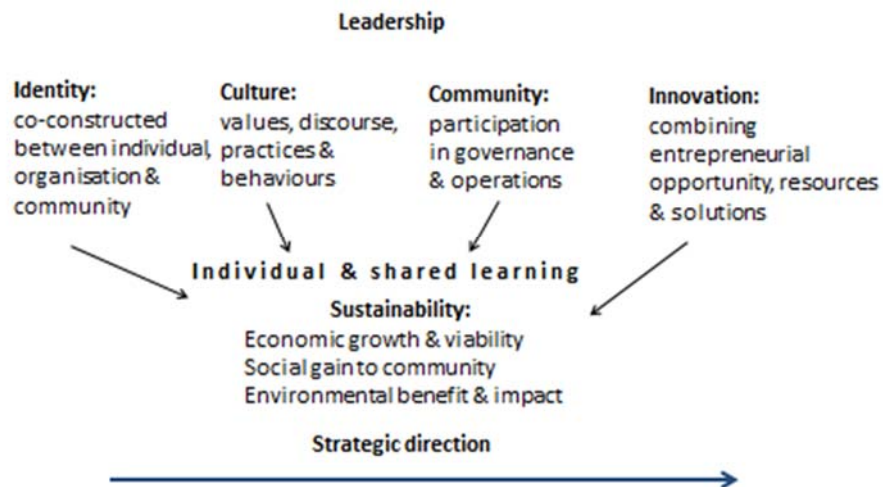 Leadership
Identity:
co-constructed
between individual,
organisation &
community
Culture:
values, discourse,
practices &
behaviours
Community:
participation
in governance
& operations
Innovation:
combining
entrepreneurial
opportunity, resources
& solutions
Individual & shared learning
Sustainability:
Economic growth & viability
Social gain to community
Environmental benefit & impact
Strategic direction